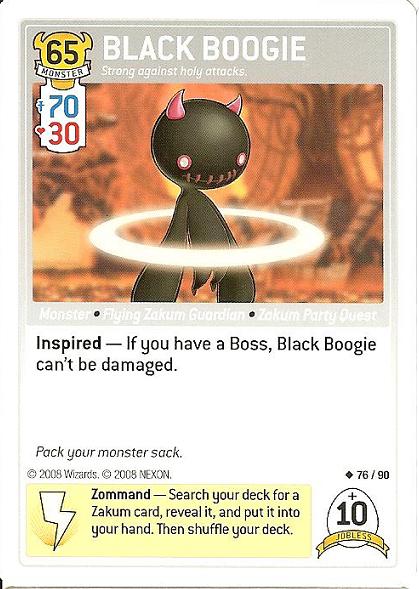 65
MONSTER
BLACK BOOGIE
Strong against holy attacks.
70
30
Monster • Flying Zakum Guardian • Zakum Party Quest
Inspired — If you have a Boss, Black Boogie
can't be damaged.
Pack your monster sack.
© 2008 Wizards. © 2008 NEXON.
◆ 76 / 90
Zommand — Search your deck for a
Zakum card, reveal it, and put it into
your hand. Then shuffle your deck.
+
10
JOBLESS